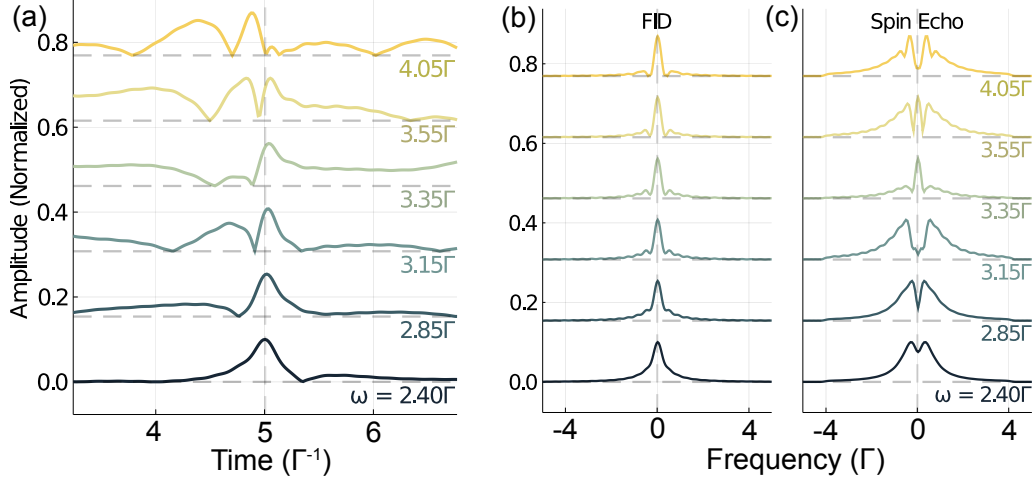 (a)
Amplitude (Normalized)
0.8
0.6
0.4
0.2
0.0
4.05Γ
3.55Γ
3.35Γ
3.15Γ
2.85Γ
ω = 2.40Γ
4
5
6
Time (Γ⁻¹)
(b)
FID
0.8
0.6
0.4
0.2
0.0
-4
0
4
(c)
Spin Echo
4.05Γ
3.55Γ
3.35Γ
3.15Γ
2.85Γ
ω = 2.40Γ
-4
0
4
Frequency (Γ)